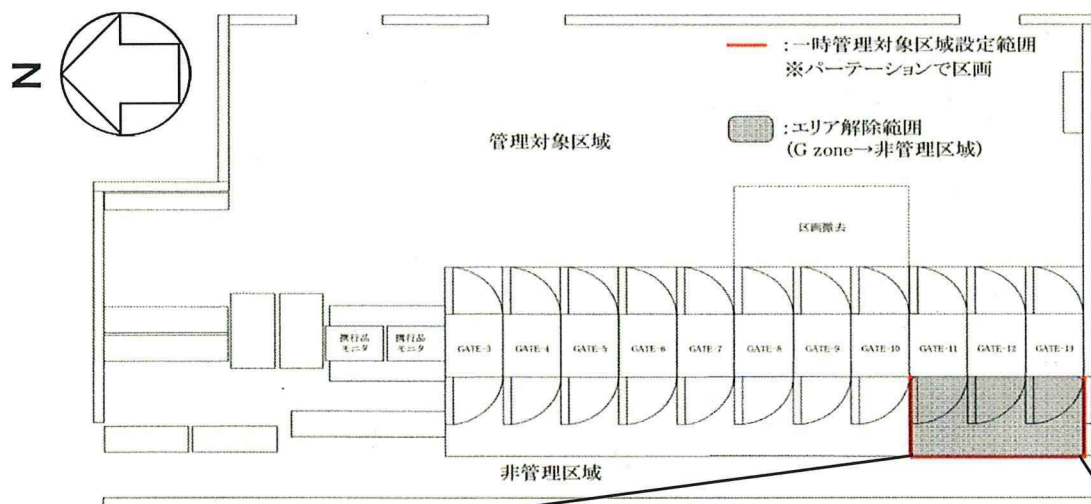 N
:一時管理対象区域設定範囲
※パーテーションで区画
:エリア解除範囲
(G zone→非管理区域)
管理対象区域
区画撤去
携行品
モニタ
携行品
モニタ
GATE-3
GATE-4
GATE-5
GATE-6
GATE-7
GATE-8
GATE-9
GATE-10
GATE-11
GATE-12
GATE-13
非管理区域